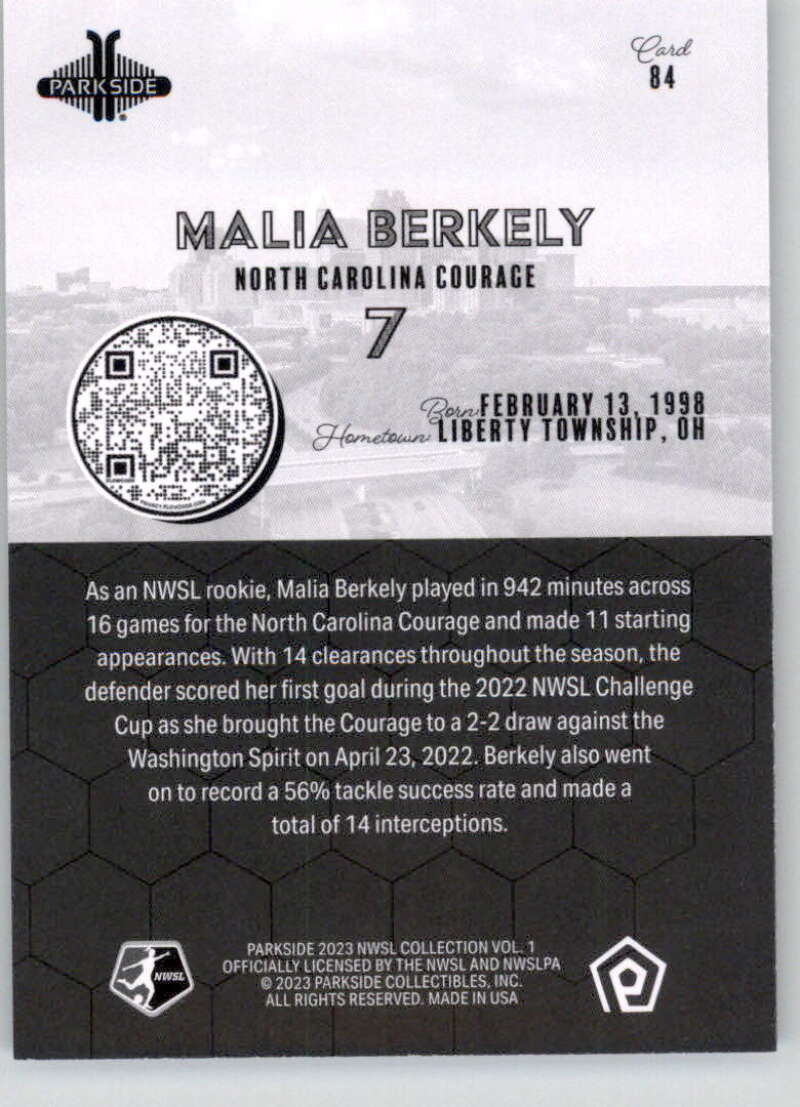 PARKSIDE
Card
84
MALIA BERKELY
NORTH CAROLINA COURAGE
7
Born FEBRUARY 13, 1998
Hometown LIBERTY TOWNSHIP, OH
As an NWSL rookie, Malia Berkely played in 942 minutes across
16 games for the North Carolina Courage and made 11 starting
appearances. With 14 clearances throughout the season, the
defender scored her first goal during the 2022 NWSL Challenge
Cup as she brought the Courage to a 2-2 draw against the
Washington Spirit on April 23, 2022. Berkely also went
on to record a 56% tackle success rate and made a
total of 14 interceptions.
NWSL
PARKSIDE 2023 NWSL COLLECTION VOL. 1
OFFICIALLY LICENSED BY THE NWSL AND NWSLPA
© 2023 PARKSIDE COLLECTIBLES, INC.
ALL RIGHTS RESERVED. MADE IN USA